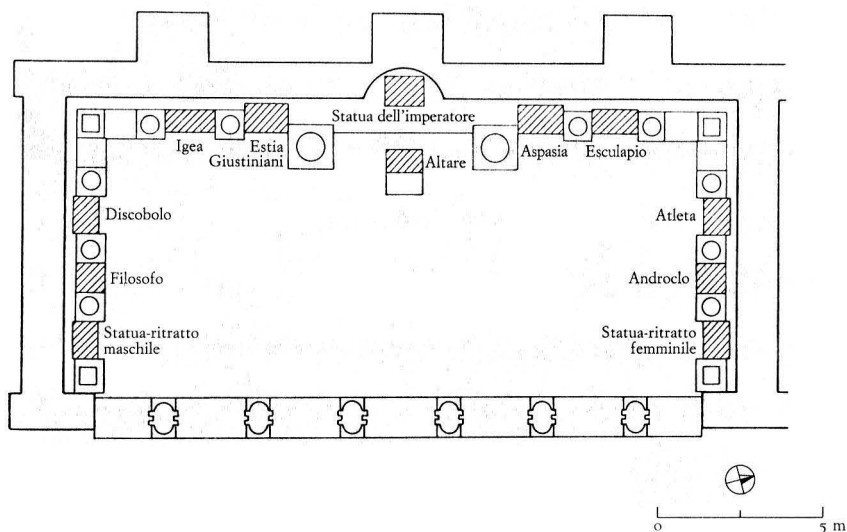 Statua dell'imperatore
Igea
Estia
Giustiniani
Altare
Aspasia
Esculapio
Discobolo
Atleta
Filosofo
Androclo
Statua-ritratto
maschile
Statua-ritratto
femminile
0
5 m